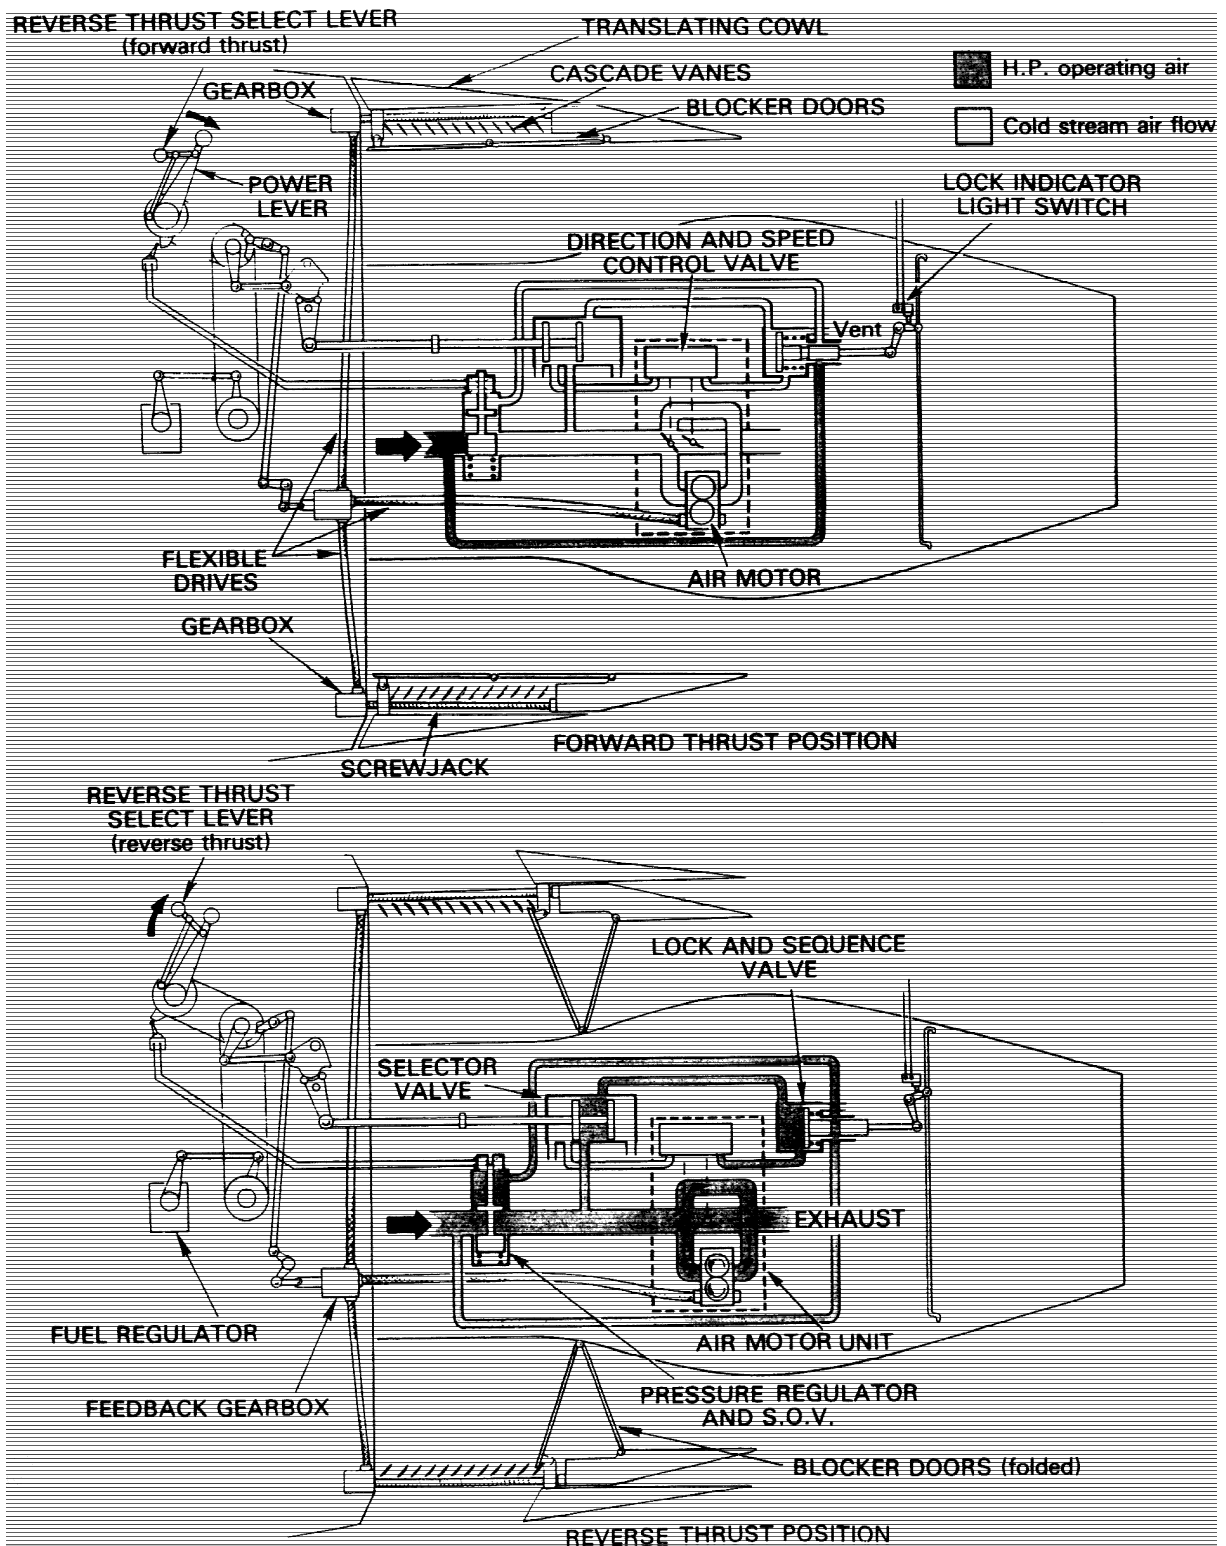 REVERSE THRUST SELECT LEVER
(forward thrust)
TRANSLATING COWL
CASCADE VANES
GEARBOX
BLOCKER DOORS
H.P. operating air
Cold stream air flow
POWER
LEVER
LOCK INDICATOR
LIGHT SWITCH
DIRECTION AND SPEED
CONTROL VALVE
Vent
FLEXIBLE
DRIVES
AIR MOTOR
GEARBOX
FORWARD THRUST POSITION
SCREWJACK
REVERSE THRUST
SELECT LEVER
(reverse thrust)
LOCK AND SEQUENCE
VALVE
SELECTOR
VALVE
EXHAUST
FUEL REGULATOR
AIR MOTOR UNIT
FEEDBACK GEARBOX
PRESSURE REGULATOR
AND S.O.V.
BLOCKER DOORS (folded)
REVERSE THRUST POSITION